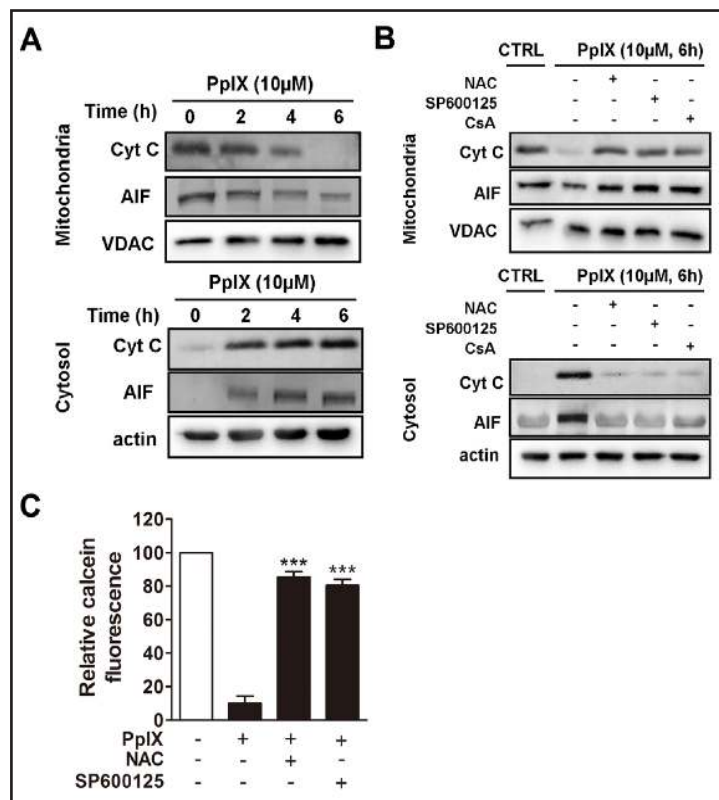 A
PpIX (10μM)
Time (h) 0 2 4 6
Mitochondria
Cyt C
AIF
VDAC
PpIX (10μM)
Time (h) 0 2 4 6
Cytosol
Cyt C
AIF
actin
B
CTRL PpIX (10μM, 6h)
NAC - + - -
SP600125 - - + -
CsA - - - +
Mitochondria
Cyt C
AIF
VDAC
CTRL PpIX (10μM, 6h)
NAC - + - -
SP600125 - - + -
CsA - - - +
Cytosol
Cyt C
AIF
actin
C
Relative calcein
fluorescence
120
100
80
60
40
20
0
*** ***
PpIX - + + +
NAC - - + -
SP600125 - - - +